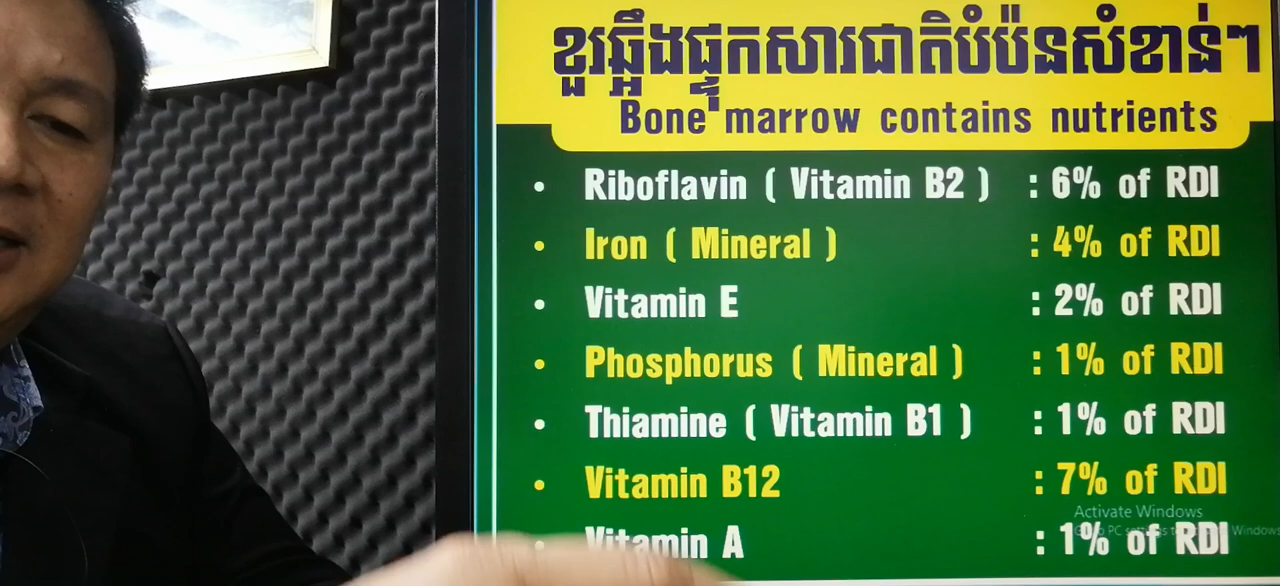 ខួរឆ្អឹងផ្ទុកសារជាតិបំប៉នសំខាន់ៗ
Bone marrow contains nutrients
• Riboflavin ( Vitamin B2 ) : 6% of RDI
• Iron ( Mineral ) : 4% of RDI
• Vitamin E : 2% of RDI
• Phosphorus ( Mineral ) : 1% of RDI
• Thiamine ( Vitamin B1 ) : 1% of RDI
• Vitamin B12 : 7% of RDI
Activate Windows
• Vitamin A : 1% of RDI